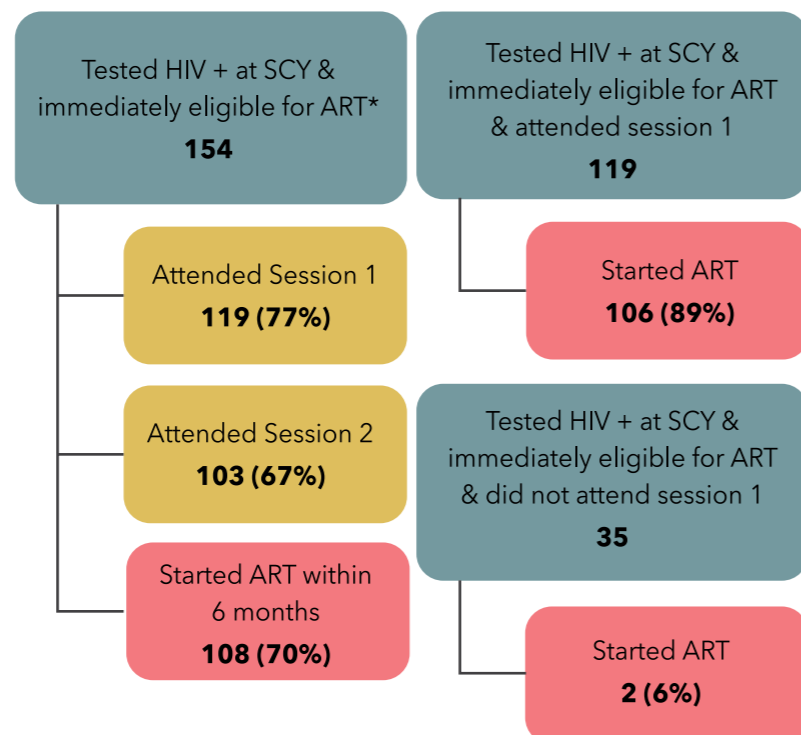 Tested HIV + at SCY &
immediately eligible for ART*
154
Attended Session 1
119 (77%)
Attended Session 2
103 (67%)
Started ART within
6 months
108 (70%)
Tested HIV + at SCY &
immediately eligible for ART
& attended session 1
119
Started ART
106 (89%)
Tested HIV + at SCY &
immediately eligible for ART
& did not attend session 1
35
Started ART
2 (6%)